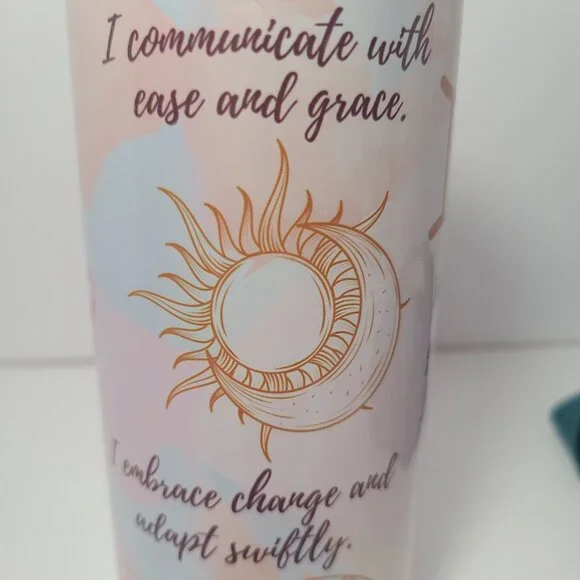 I communicate with
ease and grace.
I embrace change and
adapt swiftly.